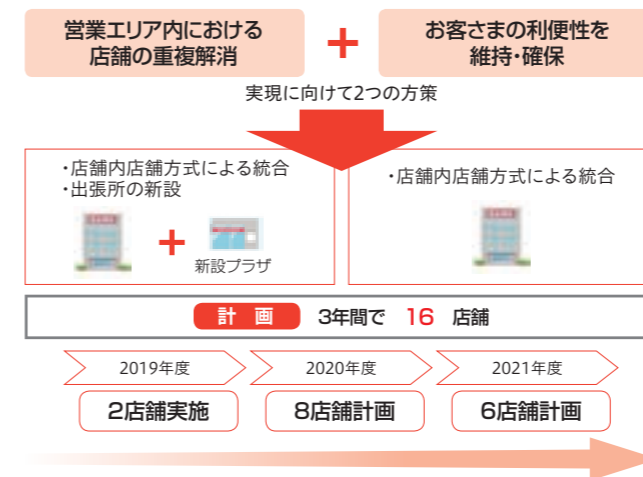 営業エリア内における
店舗の重複解消
+
お客さまの利便性を
維持・確保
実現に向けて2つの方策
・店舗内店舗方式による統合
・出張所の新設
+
新設プラザ
・店舗内店舗方式による統合
計 画 3年間で 16 店舗
2019年度
2020年度
2021年度
2店舗実施
8店舗計画
6店舗計画